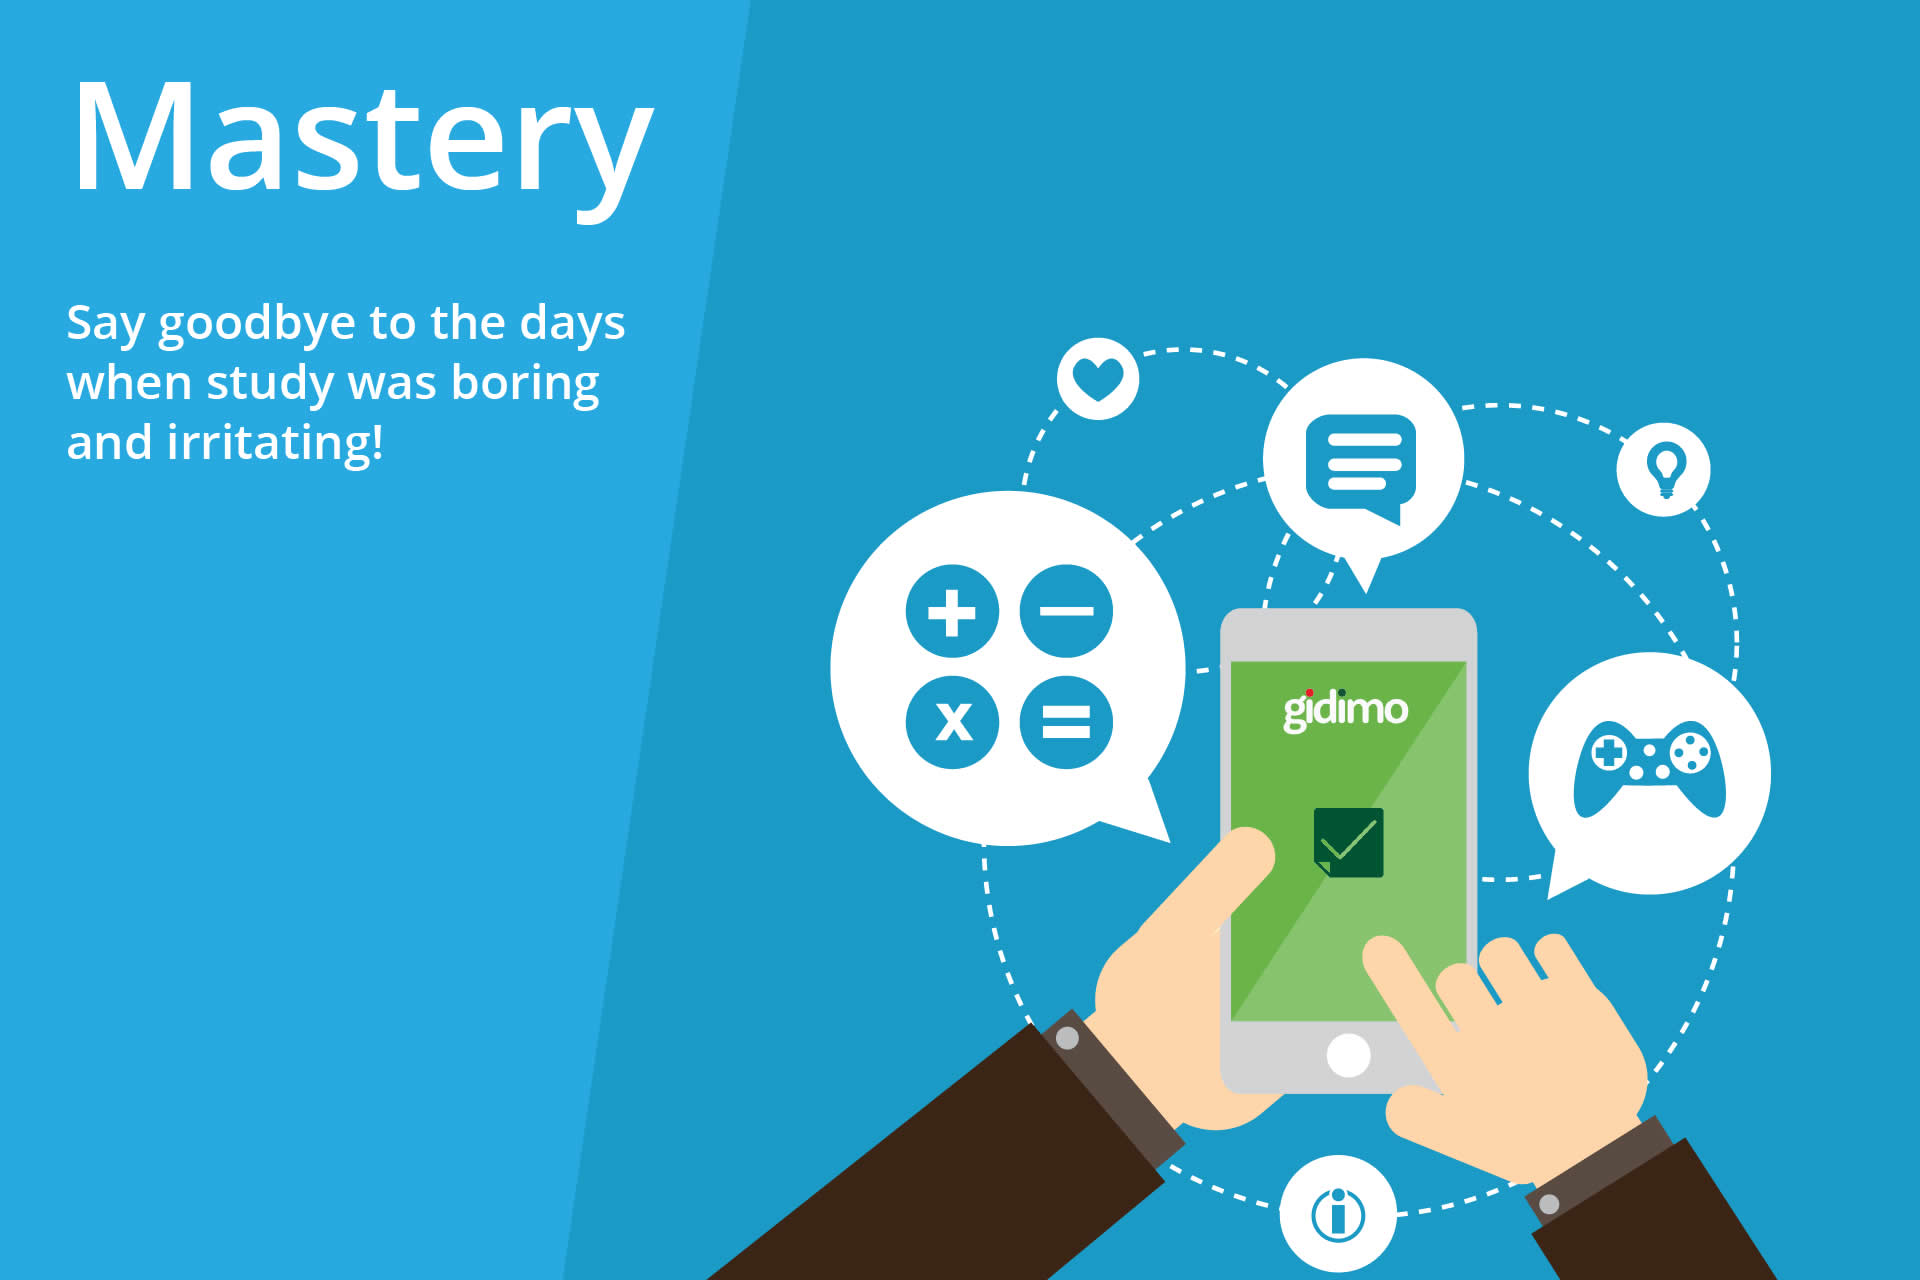 Mastery
Say goodbye to the days
when study was boring
and irritating!
gidimo